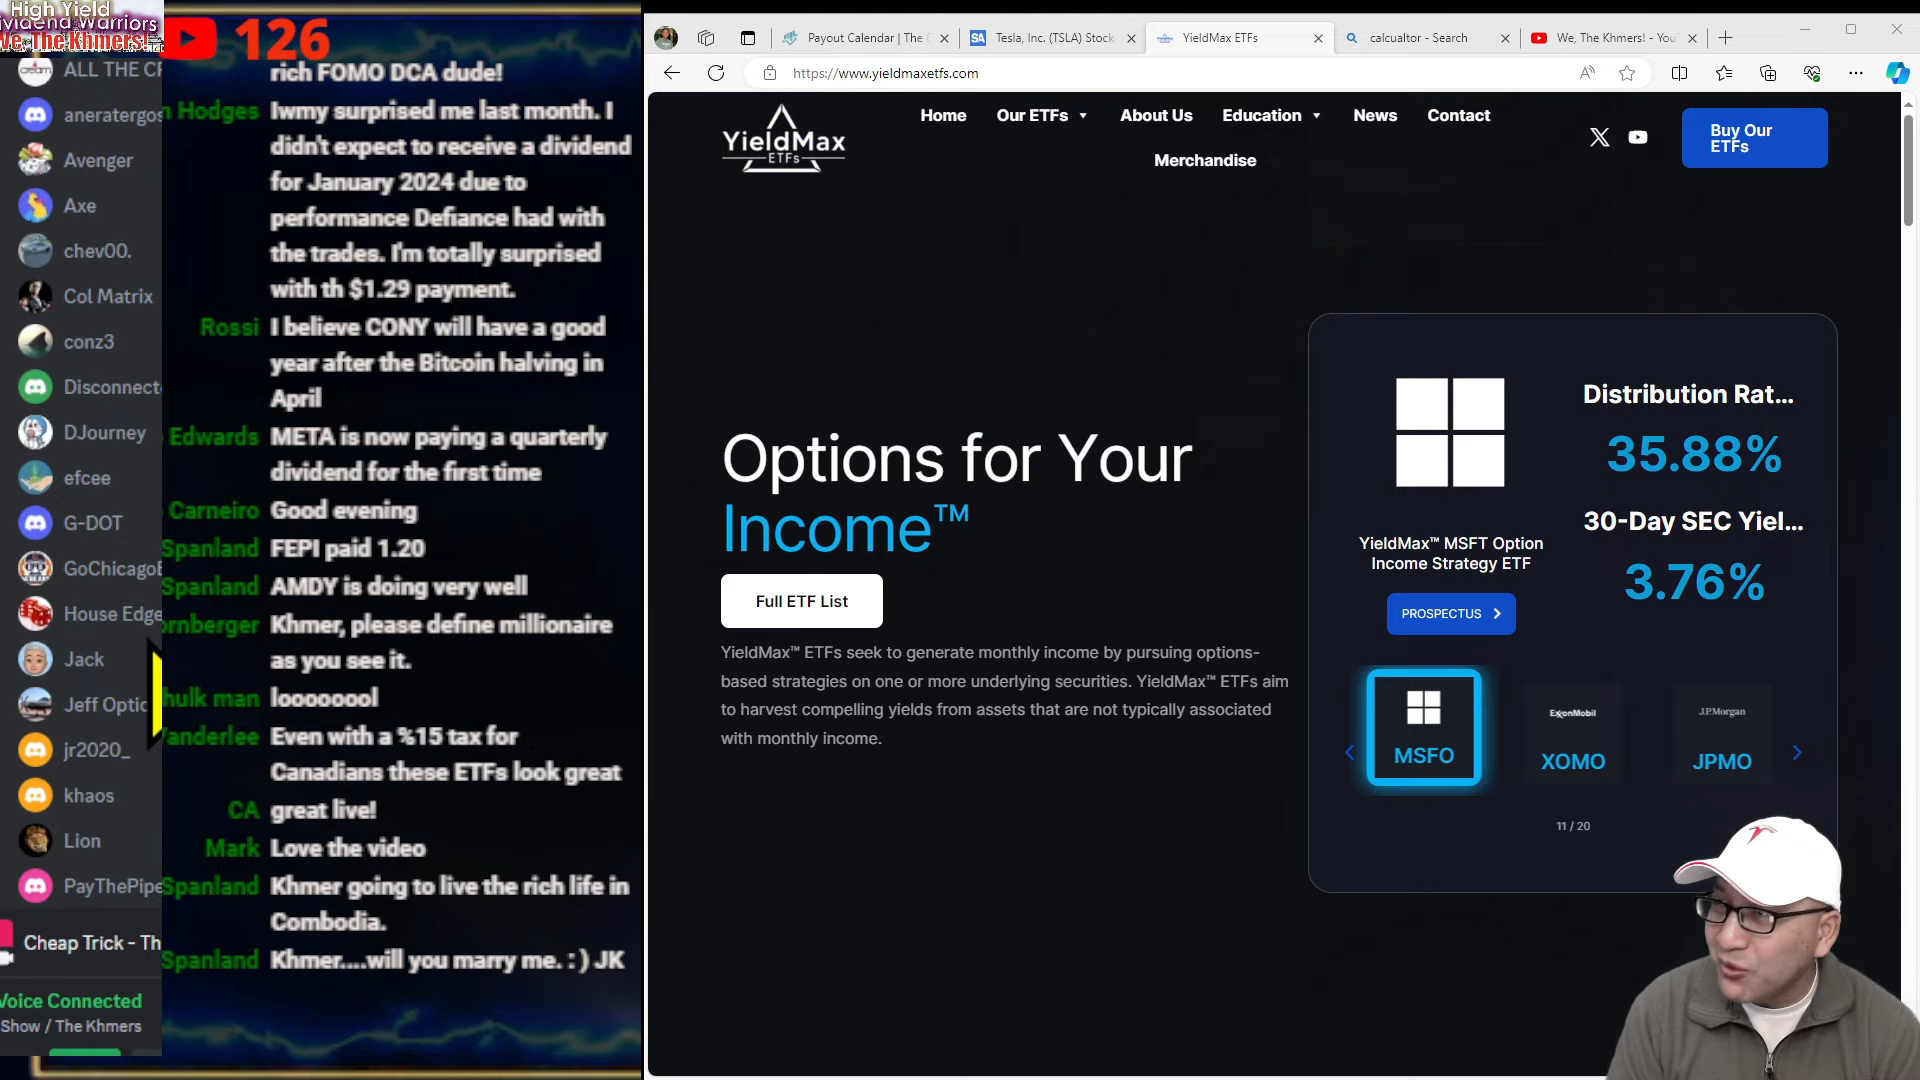 High Yield
Dividend Warriors
We, The Khmers!
126
ALL THE
aneratergos
Avenger
Axe
chev00.
Col Matrix
conz3
Disconnect
DJourney
efcee
G-DOT
GoChicago
House Edge
Jack
Jeff Optic
jr2020_
khaos
Lion
PayThePipe
Cheap Trick - Th
Voice Connected
Show / The Khmers
rich FOMO DCA dude!
Hodges Iwmy surprised me last month. I
didn't expect to receive a dividend
for January 2024 due to
performance Defiance had with
the trades. I'm totally surprised
with th $1.29 payment.
Rossi I believe CONY will have a good
year after the Bitcoin halving in
April
Edwards META is now paying a quarterly
dividend for the first time
Carneiro Good evening
Spanland FEPI paid 1.20
Spanland AMDY is doing very well
ornberger Khmer, please define millionaire
as you see it.
hulk man loooooool
Vanderlee Even with a %15 tax for
Canadians these ETFs look great
CA great live!
Mark Love the video
Spanland Khmer going to live the rich life in
Combodia.
Spanland Khmer....will you marry me. : ) JK
Payout Calendar | The
SA Tesla, Inc. (TSLA) Stock
YieldMax ETFs
calcualtor - Search
We, The Khmers! - You
https://www.yieldmaxetfs.com
YieldMax
ETFs
Home
Our ETFs
About Us
Education
News
Contact
Merchandise
Buy Our
ETFs
Options for Your
Income™
Full ETF List
YieldMax™ ETFs seek to generate monthly income by pursuing options-
based strategies on one or more underlying securities. YieldMax™ ETFs aim
to harvest compelling yields from assets that are not typically associated
with monthly income.
Distribution Rat...
35.88%
30-Day SEC Yiel...
3.76%
YieldMax™ MSFT Option
Income Strategy ETF
PROSPECTUS
MSFO
ExxonMobil
XOMO
J.P.Morgan
JPMO
11 / 20